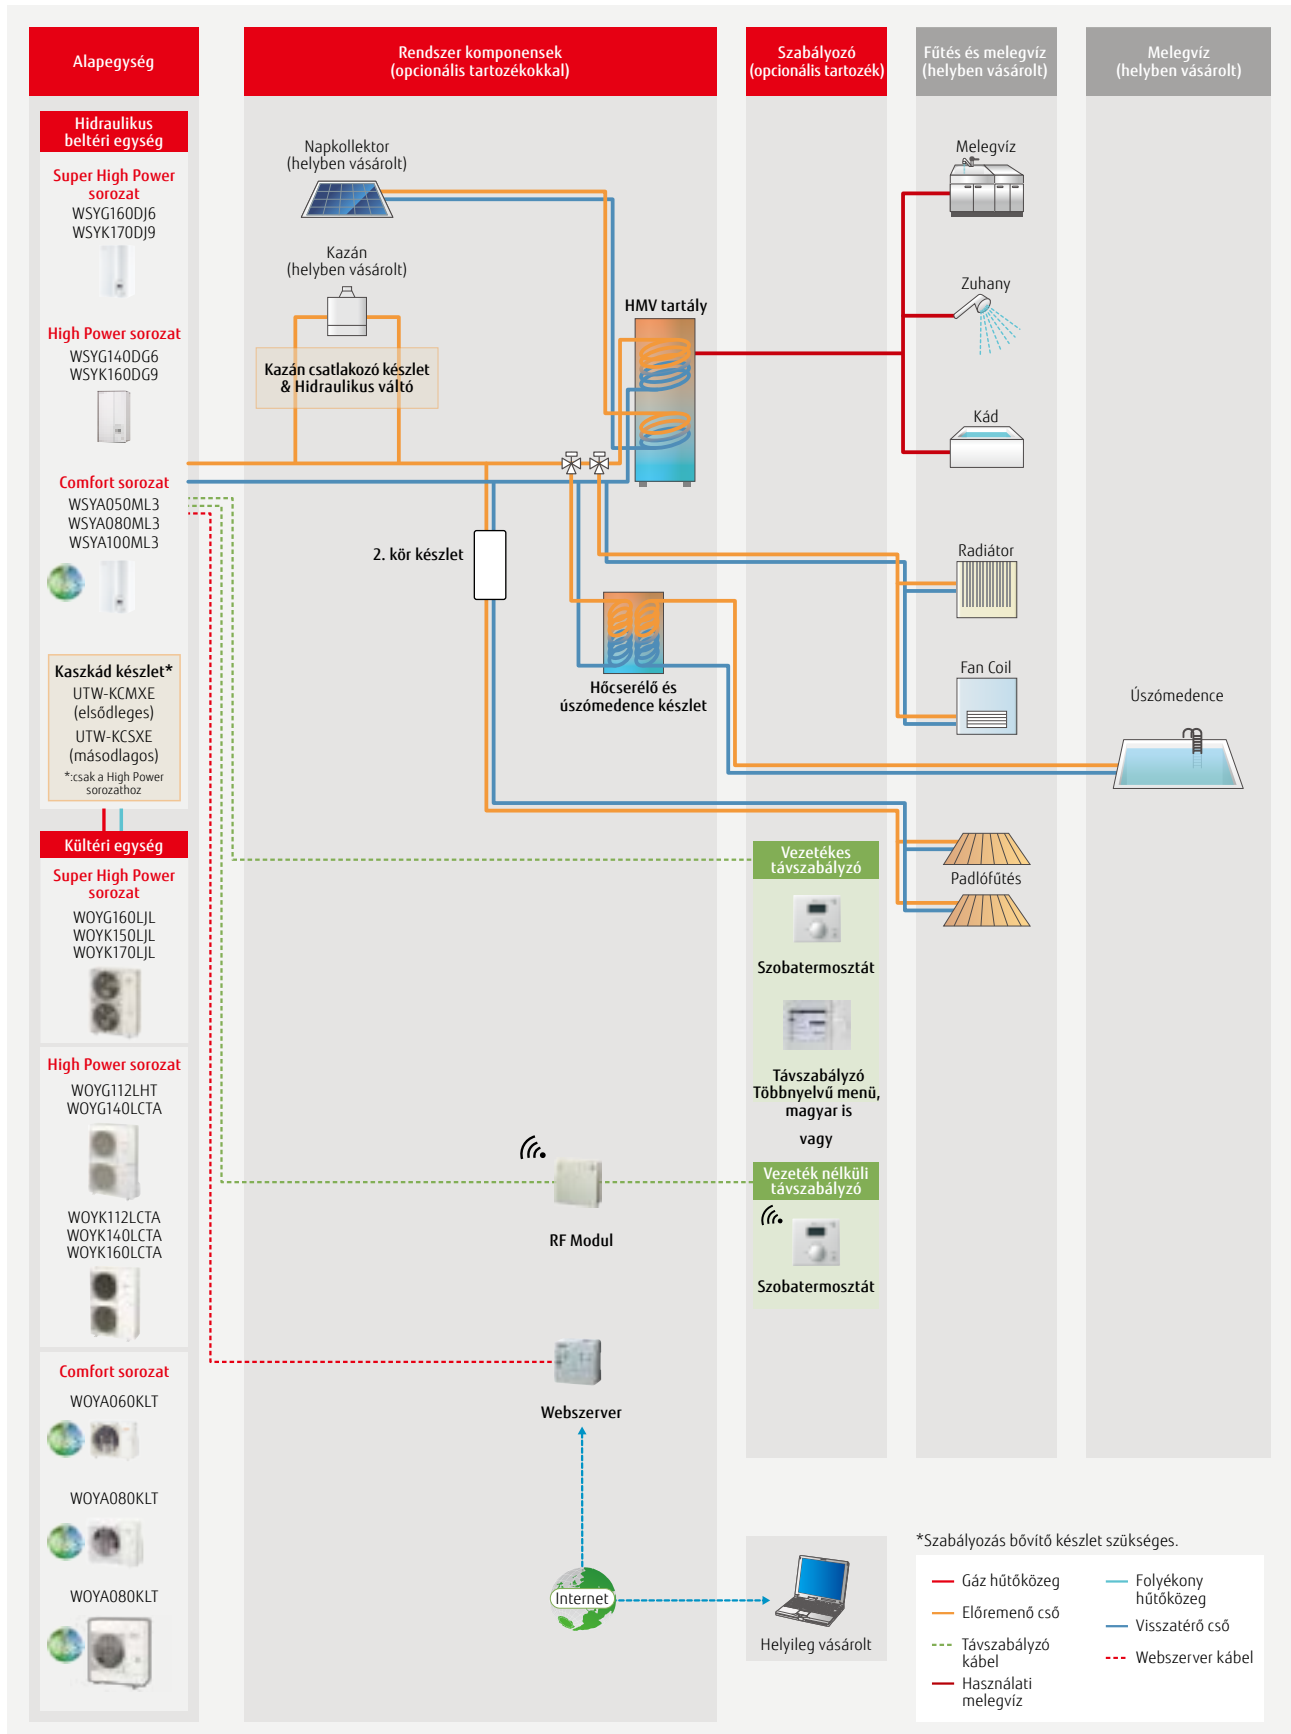 Alapegység
Rendszer komponensek
(opcionális tartozékokkal)
Szabályozó
(opcionális tartozék)
Fűtés és melegvíz
(helyben vásárolt)
Melegvíz
(helyben vásárolt)
Hidraulikus
beltéri egység
Super High Power
sorozat
WSYG160DJ6
WSYK170DJ9
High Power sorozat
WSYG140DG6
WSYK160DG9
Comfort sorozat
WSYA050ML3
WSYA080ML3
WSYA100ML3
Kaszkád készlet*
UTW-KCMXE
(elsődleges)
UTW-KCSXE
(másodlagos)
*:csak a High Power
sorozathoz
Kültéri egység
Super High Power
sorozat
WOYG160LJL
WOYK150LJL
WOYK170LJL
High Power sorozat
WOYG112LHT
WOYG140LCTA
WOYK112LCTA
WOYK140LCTA
WOYK160LCTA
Comfort sorozat
WOYA060KLT
WOYA080KLT
WOYA080KLT
Napkollektor
(helyben vásárolt)
Kazán
(helyben vásárolt)
Kazán csatlakozó készlet
& Hidraulikus váltó
HMV tartály
2. kör készlet
Hőcserélő és
úszómedence készlet
RF Modul
Webszerver
Internet
Vezetékes
távszabályzó
Szobatermosztát
Távszabályzó
Többnyelvű menü,
magyar is
vagy
Vezeték nélküli
távszabályzó
Szobatermosztát
Helyileg vásárolt
Melegvíz
Zuhany
Kád
Radiátor
Fan Coil
Padlófűtés
Úszómedence
*Szabályozás bővítő készlet szükséges.
Gáz hűtőközeg
Előremenő cső
Távszabályzó
kábel
Használati
melegvíz
Folyékony
hűtőközeg
Visszatérő cső
Webszerver kábel